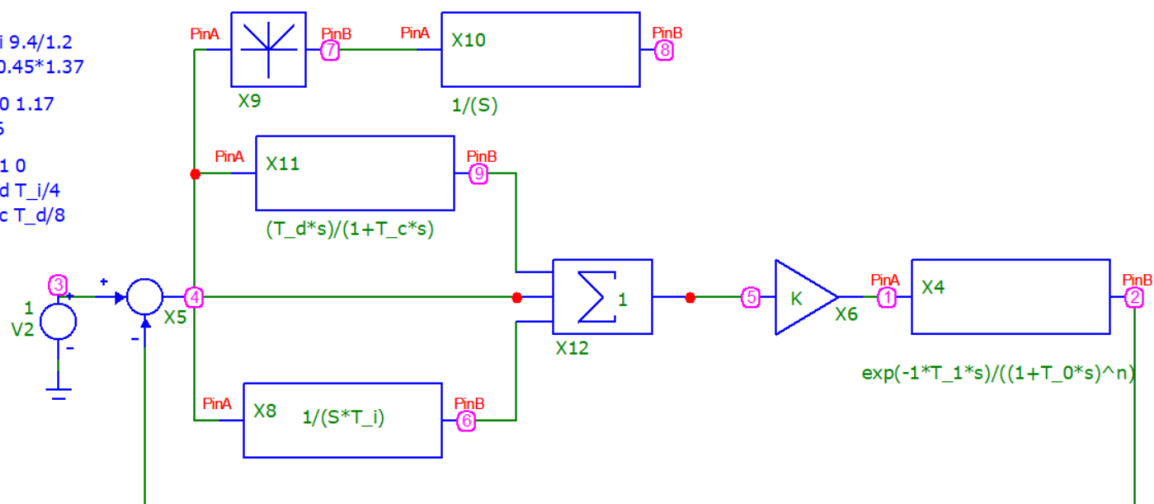 i 9.4/1.2
0.45*1.37
0 1.17
1 0
d T_i/4
c T_d/8
PinA
X9
PinB
7
PinA
X10
PinB
8
1/(S)
PinA
X11
PinB
9
(T_d*s)/(1+T_c*s)
3
1
V2
+
-
+
-
X5
4
1
X12
5
K
X6
PinA
1
X4
PinB
2
exp(-1*T_1*s)/((1+T_0*s)^n)
PinA
X8
1/(S*T_i)
PinB
6